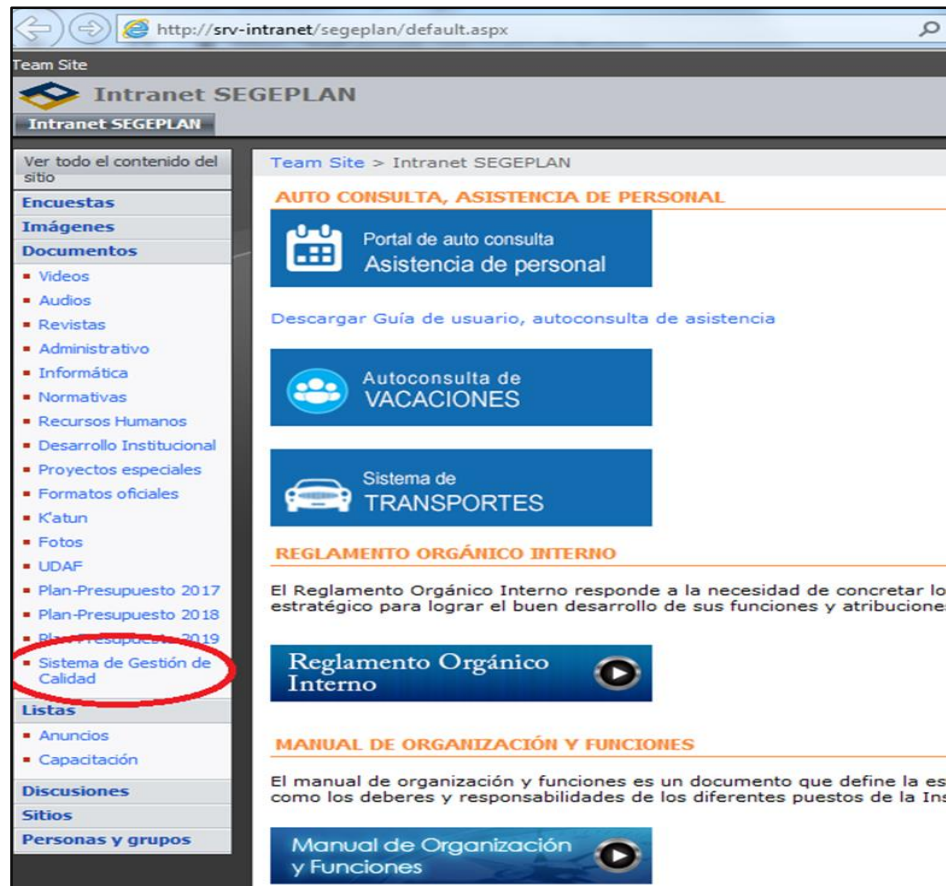 http://srv-intranet/segeplan/default.aspx
Team Site
Intranet SEGEPLAN
Intranet SEGEPLAN
Ver todo el contenido del
sitio
Encuestas
Imágenes
Documentos
Videos
Audios
Revistas
Administrativo
Informática
Normativas
Recursos Humanos
Desarrollo Institucional
Proyectos especiales
Formatos oficiales
K'atun
Fotos
UDAF
Plan-Presupuesto 2017
Plan-Presupuesto 2018
Plan-Presupuesto 2019
Sistema de Gestión de
Calidad
Listas
Anuncios
Capacitación
Discusiones
Sitios
Personas y grupos
Team Site > Intranet SEGEPLAN
AUTO CONSULTA, ASISTENCIA DE PERSONAL
Portal de auto consulta
Asistencia de personal
Descargar Guía de usuario, autoconsulta de asistencia
Autoconsulta de
VACACIONES
Sistema de
TRANSPORTES
REGLAMENTO ORGÁNICO INTERNO
El Reglamento Orgánico Interno responde a la necesidad de concretar lo
estratégico para lograr el buen desarrollo de sus funciones y atribucione
Reglamento Orgánico
Interno
MANUAL DE ORGANIZACIÓN Y FUNCIONES
El manual de organización y funciones es un documento que define la es
como los deberes y responsabilidades de los diferentes puestos de la Ins
Manual de Organización
y Funciones